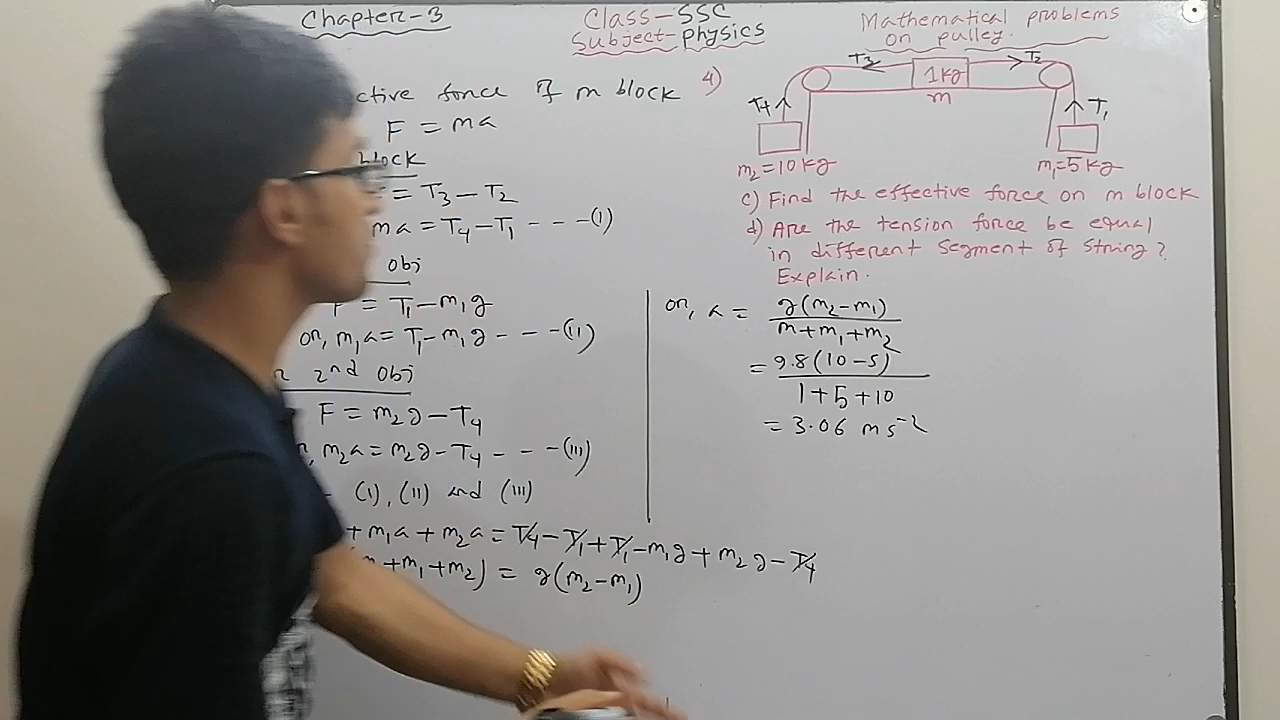 Chapter-3
Class-SSC
Subject-physics
Mathematical problems
on pulley.
ctive force of m block
F = ma
block
= T₃ - T₂
ma = T₄ - T₁ - - - (I)
obj
F = T₁ - m₁g
or, m₁a = T₁ - m₁g - - - (II)
2nd obj
F = m₂g - T₄
m₂a = m₂g - T₄ - - - (III)
(I), (II) and (III)
+ m₁a + m₂a = T₄ - T₁ + T₁ - m₁g + m₂g - T₄
+ m₁ + m₂) = g(m₂ - m₁)
4)
T₃ 1kg T₂
m
T₄ T₁
m₂=10kg m₁=5kg
c) Find the effective force on m block
d) Are the tension force be equal
in different segment of string?
Explain.
or, a = g(m₂-m₁)
m+m₁+m₂
= 9.8(10-5)
1+5+10
= 3.06 ms⁻²